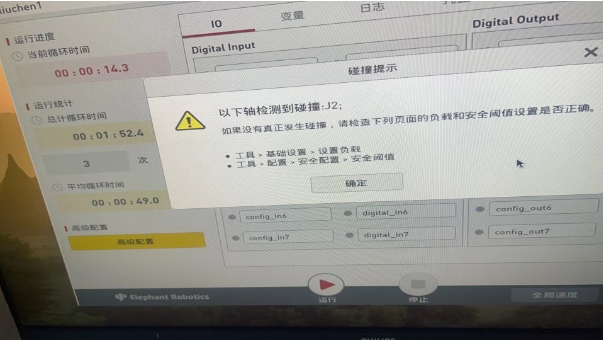 iuchen1
IO
变量
日志
运行进度
当前循环时间
00 : 00 : 14.3
Digital Input
Digital Output
碰撞提示
运行统计
总计循环时间
00 : 01 : 52.4
3 次
平均循环时间
00 : 00 : 49.0
高级配置
高级配置
以下轴检测到碰撞:J2;
如果没有真正发生碰撞，请检查下列页面的负载和安全阈值设置是否正确。
• 工具 > 基础设置 > 设置负载
• 工具 > 配置 > 安全配置 > 安全阈值
确定
config_in6
digital_in6
config_out6
config_in7
digital_in7
config_out7
Elephant Robotics
运行
停止
全局速度